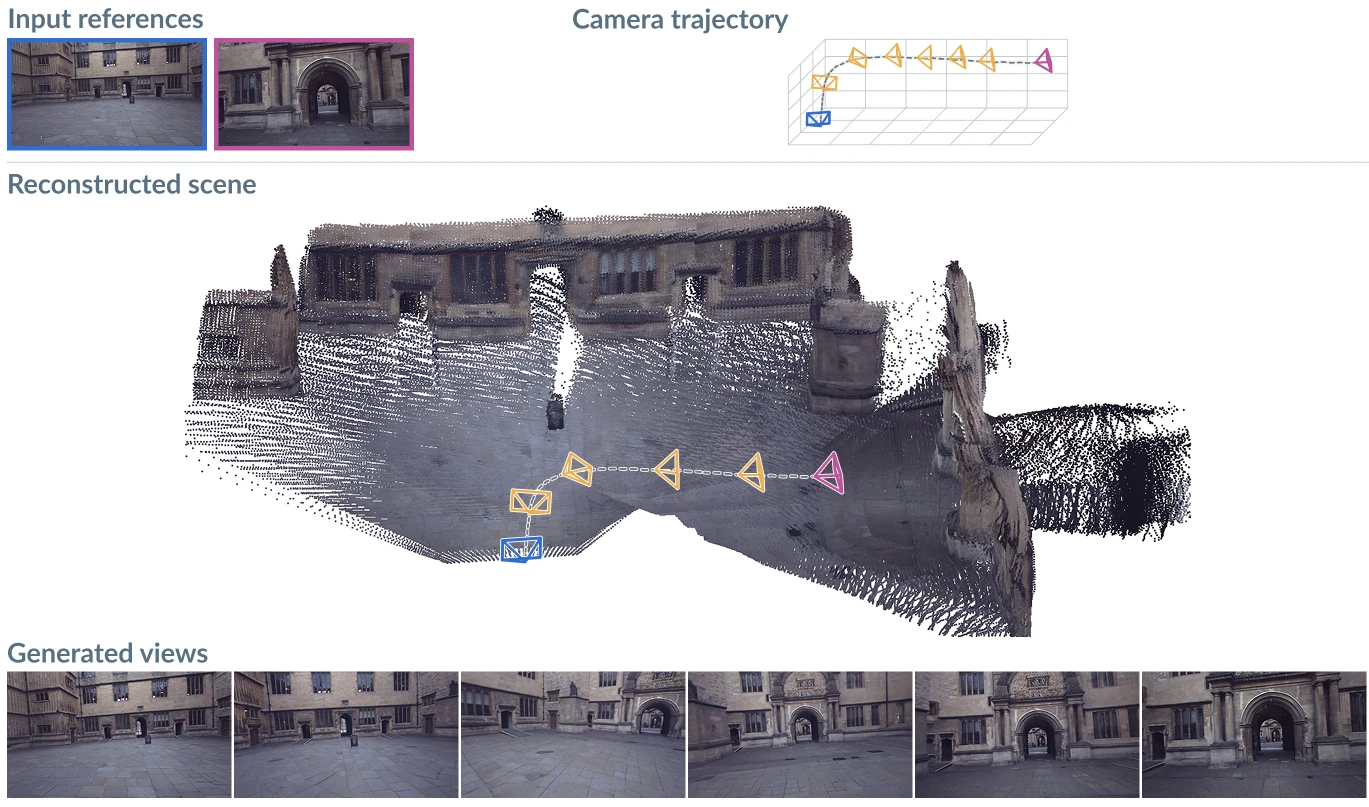 Input references
Camera trajectory
Reconstructed scene
Generated views